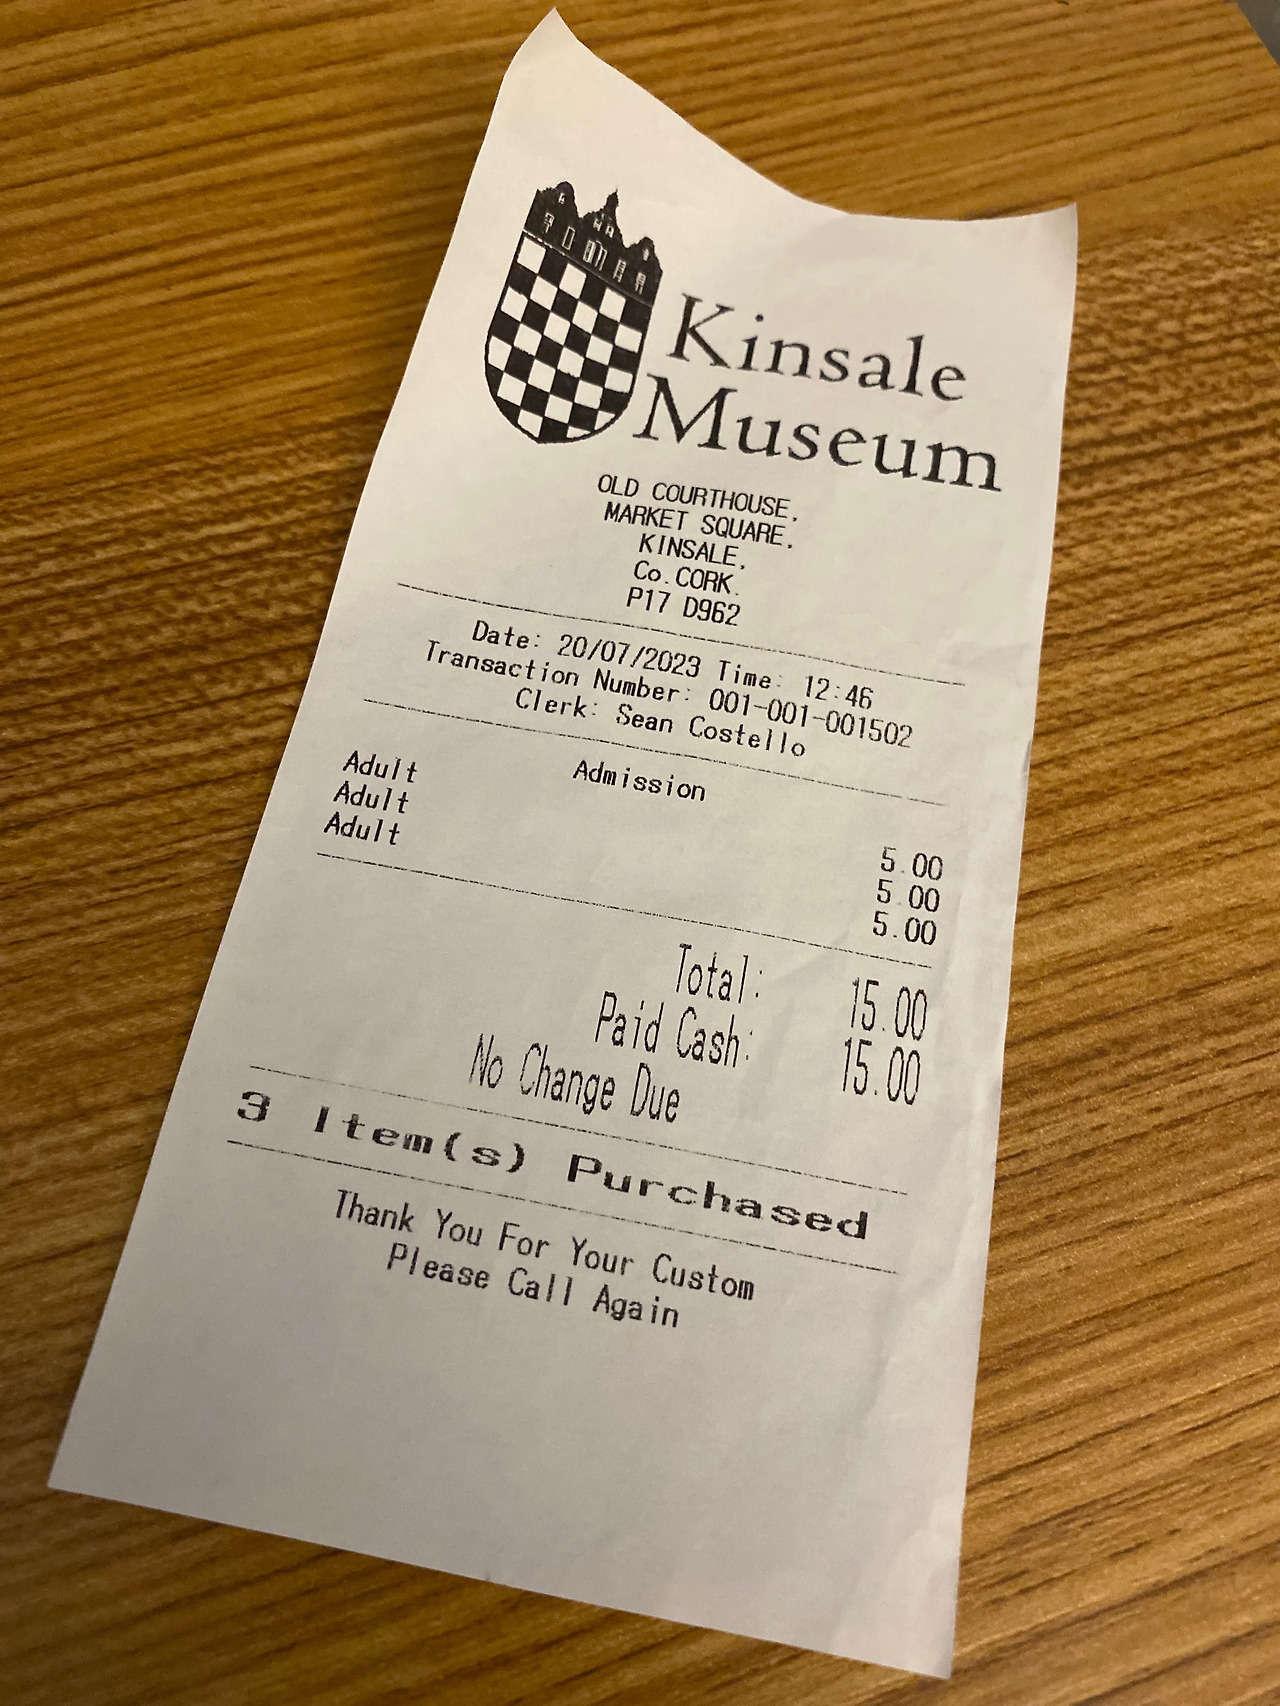 Kinsale
Museum
OLD COURTHOUSE,
MARKET SQUARE,
KINSALE,
Co.CORK.
P17 D962
Date: 20/07/2023 Time: 12:46
Transaction Number: 001-001-001502
Clerk: Sean Costello
Admission
Adult 5.00
Adult 5.00
Adult 5.00
Total: 15.00
Paid Cash: 15.00
No Change Due
3 Item(s) Purchased
Thank You For Your Custom
Please Call Again